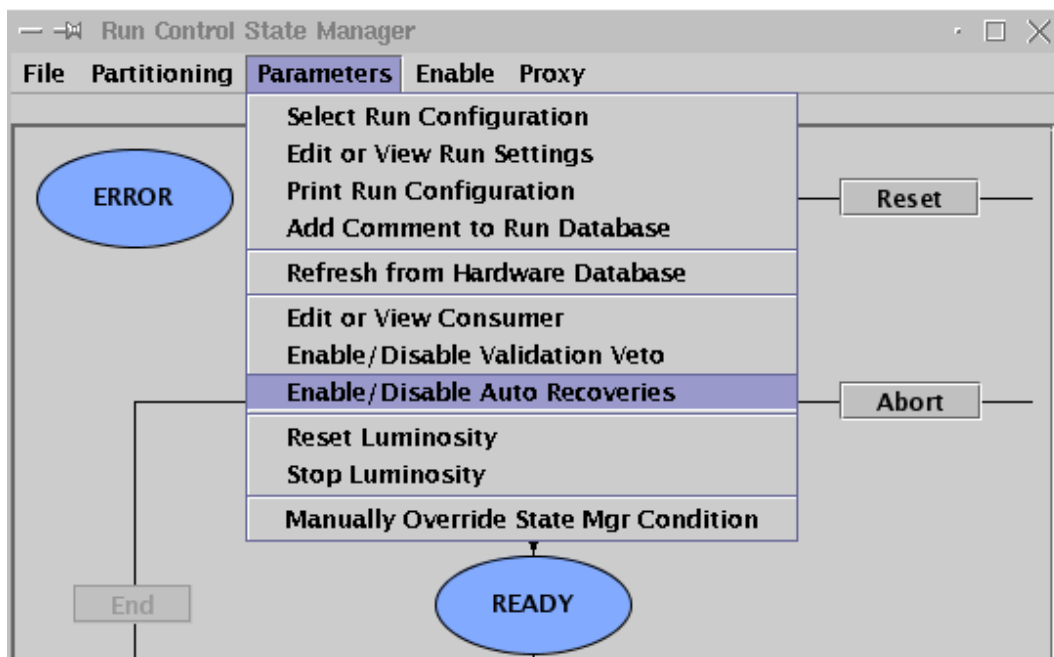 Run Control State Manager
File Partitioning Parameters Enable Proxy
Select Run Configuration
Edit or View Run Settings
Print Run Configuration
Add Comment to Run Database
Refresh from Hardware Database
Edit or View Consumer
Enable/Disable Validation Veto
Enable/Disable Auto Recoveries
Reset Luminosity
Stop Luminosity
Manually Override State Mgr Condition
ERROR
Reset
Abort
End
READY